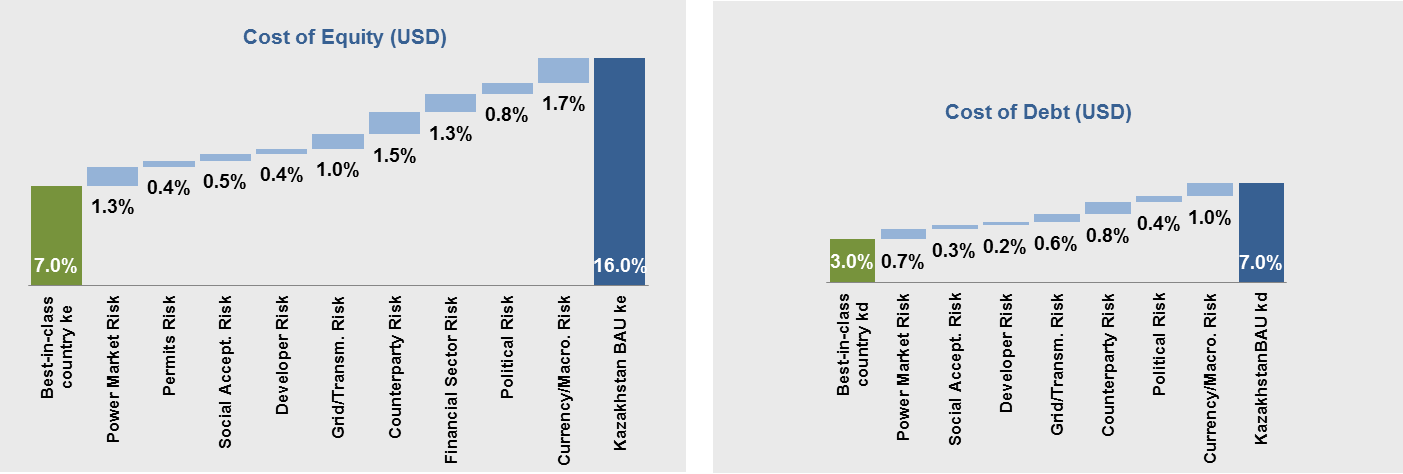 Cost of Equity (USD)
7.0%
1.3%
0.4%
0.5%
0.4%
1.0%
1.5%
1.3%
0.8%
1.7%
16.0%
Best-in-class
country ke
Power Market Risk
Permits Risk
Social Accept. Risk
Developer Risk
Grid/Transm. Risk
Counterparty Risk
Financial Sector Risk
Political Risk
Currency/Macro. Risk
Kazakhstan BAU ke
Cost of Debt (USD)
3.0%
0.7%
0.3%
0.2%
0.6%
0.8%
0.4%
1.0%
7.0%
Best-in-class
country kd
Power Market Risk
Social Accept. Risk
Developer Risk
Grid/Transm. Risk
Counterparty Risk
Political Risk
Currency/Macro. Risk
KazakhstanBAU kd